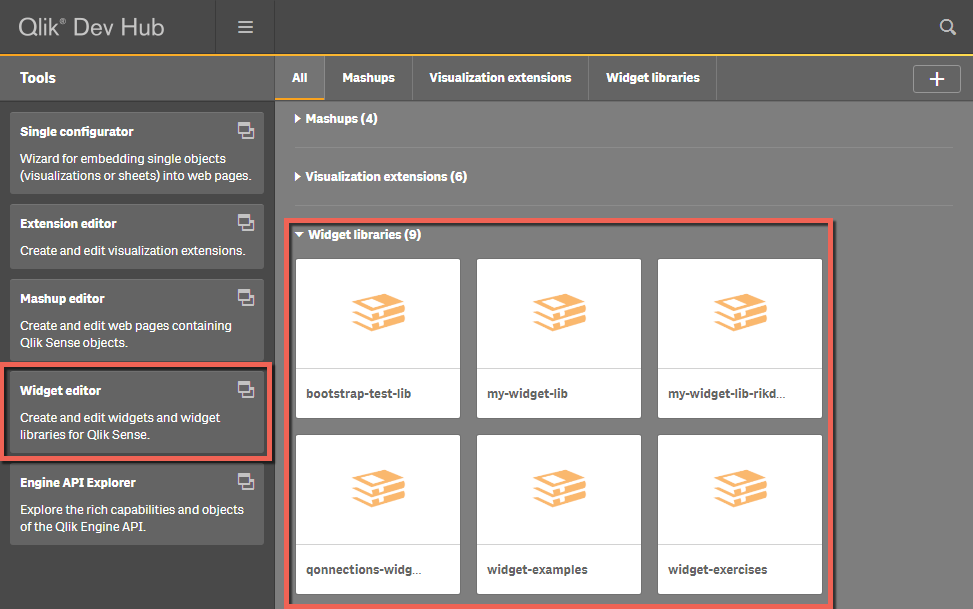 Qlik® Dev Hub
Tools
All
Mashups
Visualization extensions
Widget libraries
Single configurator
Wizard for embedding single objects
(visualizations or sheets) into web pages.
Extension editor
Create and edit visualization extensions.
Mashup editor
Create and edit web pages containing
Qlik Sense objects.
Widget editor
Create and edit widgets and widget
libraries for Qlik Sense.
Engine API Explorer
Explore the rich capabilities and objects
of the Qlik Engine API.
Mashups (4)
Visualization extensions (6)
Widget libraries (9)
bootstrap-test-lib
my-widget-lib
my-widget-lib-rikd...
qonnections-widg...
widget-examples
widget-exercises